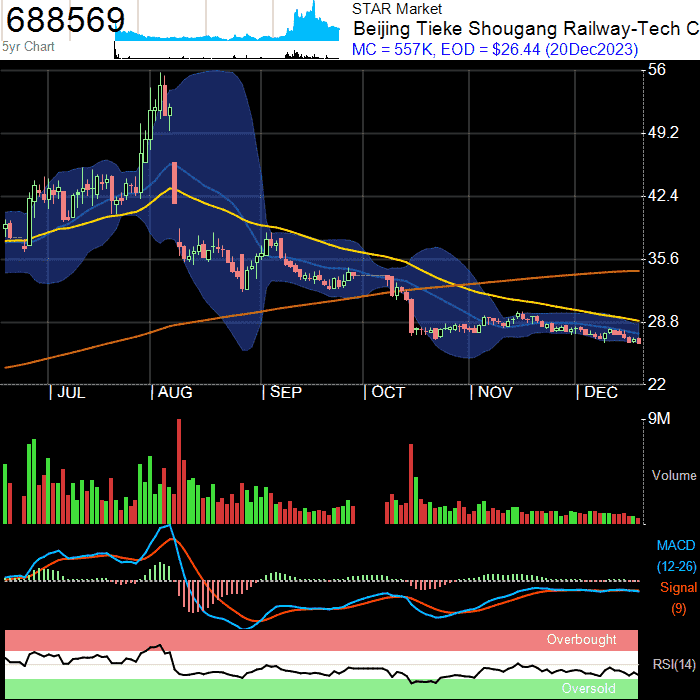 688569
5yr Chart
STAR Market
Beijing Tieke Shougang Railway-Tech C
MC = 557K, EOD = $26.44 (20Dec2023)
56
49.2
42.4
35.6
28.8
22
JUL AUG SEP OCT NOV DEC
9M
Volume
MACD
(12-26)
Signal
(9)
Overbought
RSI(14)
Oversold